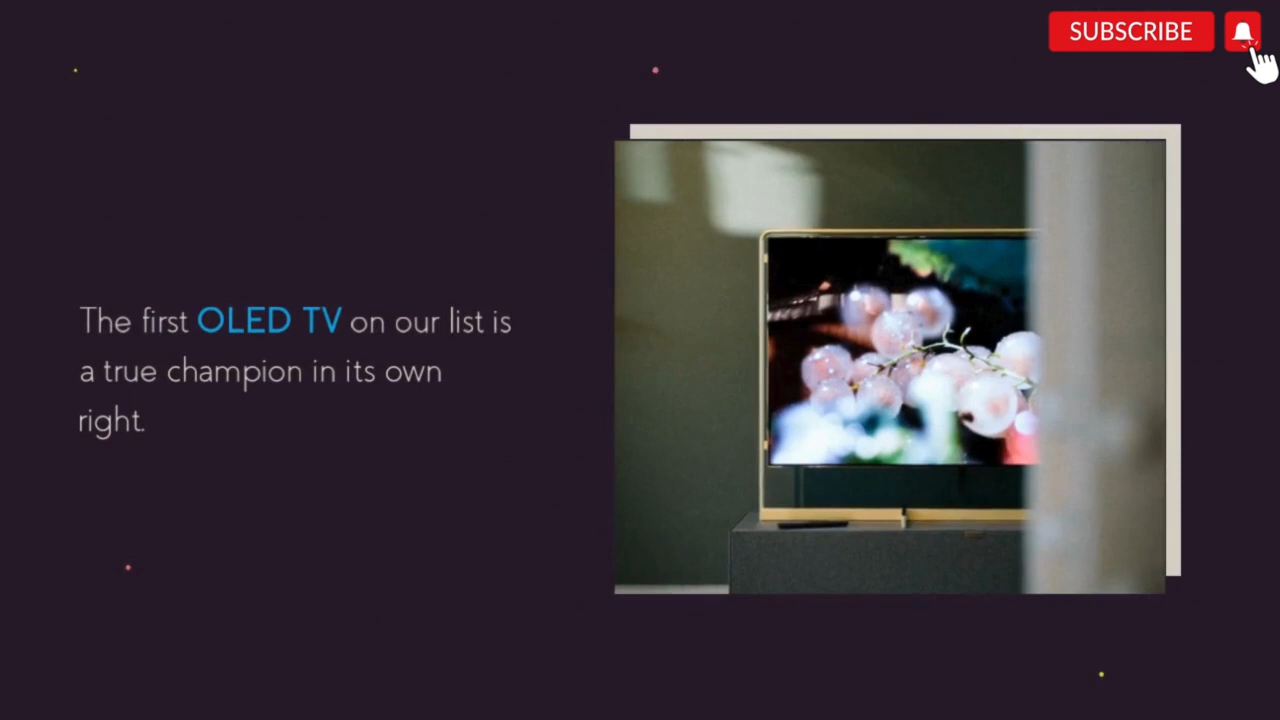 SUBSCRIBE
The first OLED TV on our list is
a true champion in its own
right.